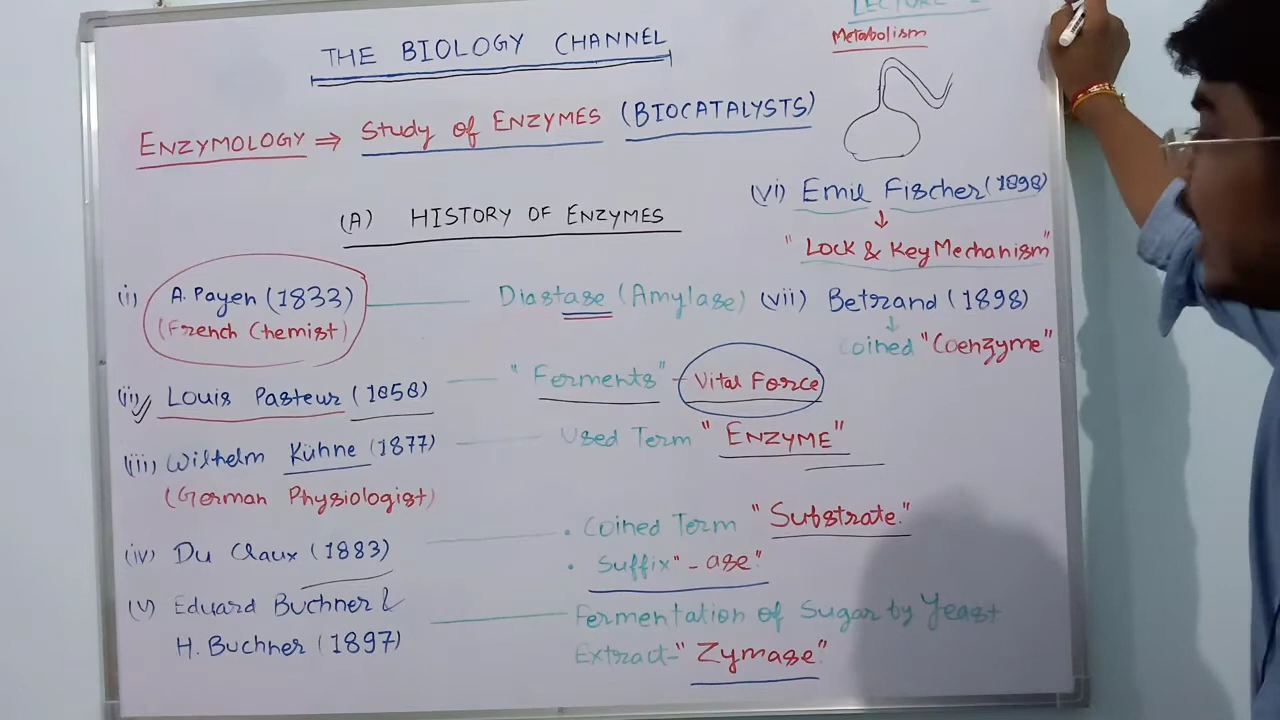 THE BIOLOGY CHANNEL
LECTURE
Metabolism
ENZYMOLOGY ⇒ Study of ENZYMES (BIOCATALYSTS)
(A) HISTORY OF ENZYMES
(i) A. Payen (1833) Diastase (Amylase)
(French Chemist)
(ii) Louis Pasteur (1858) "Ferments" - Vital Force
(iii) Wilhelm Kühne (1877) Used Term "ENZYME"
(German Physiologist)
(iv) Du Claux (1883) • Coined Term "Substrate."
• Suffix "-ase."
(v) Eduard Buchner &
H. Buchner (1897) Fermentation of Sugar by Yeast
Extract-"Zymase"
(vi) Emil Fischer (1898)
↓
"Lock & Key Mechanism"
(vii) Betrand (1898)
↓
Coined "Coenzyme"